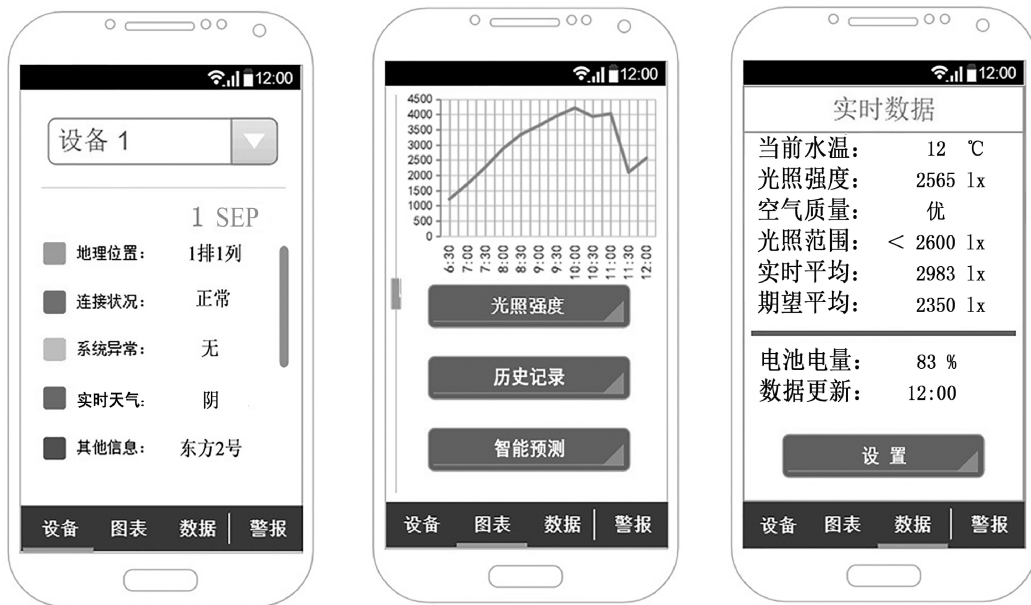 12:00
设备 1
1 SEP
地理位置： 1排1列
连接状况： 正常
系统异常： 无
实时天气： 阴
其他信息： 东方2号
设备 图表 数据 警报
12:00
4500
4000
3500
3000
2500
2000
1500
1000
500
0
6:30 7:00 7:30 8:00 8:30 9:00 9:30 10:00 10:30 11:00 11:30 12:00
光照强度
历史记录
智能预测
设备 图表 数据 警报
12:00
实时数据
当前水温： 12 ℃
光照强度： 2565 lx
空气质量： 优
光照范围： < 2600 lx
实时平均： 2983 lx
期望平均： 2350 lx
电池电量： 83 %
数据更新： 12:00
设 置
设备 图表 数据 警报